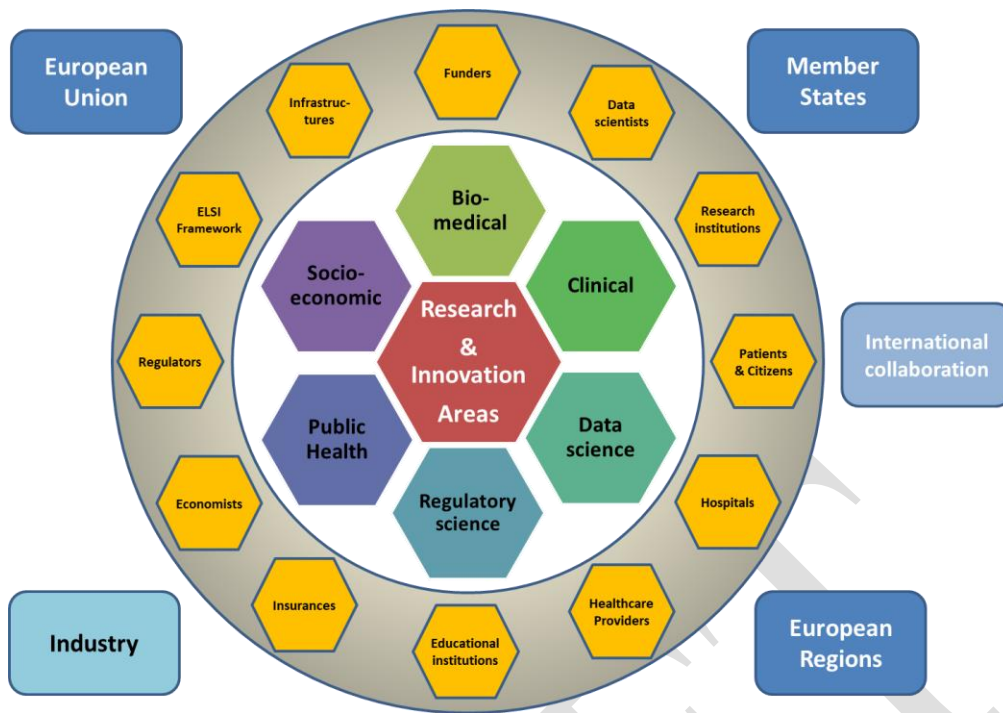 European
Union
Member
States
Funders
Infrastruc-
tures
Data
scientists
ELSI
Framework
Research
institutions
Bio-
medical
Socio-
economic
Clinical
Research
&
Innovation
Areas
Regulators
Patients
& Citizens
International
collaboration
Public
Health
Data
science
Regulatory
science
Economists
Hospitals
Insurances
Healthcare
Providers
Educational
institutions
Industry
European
Regions